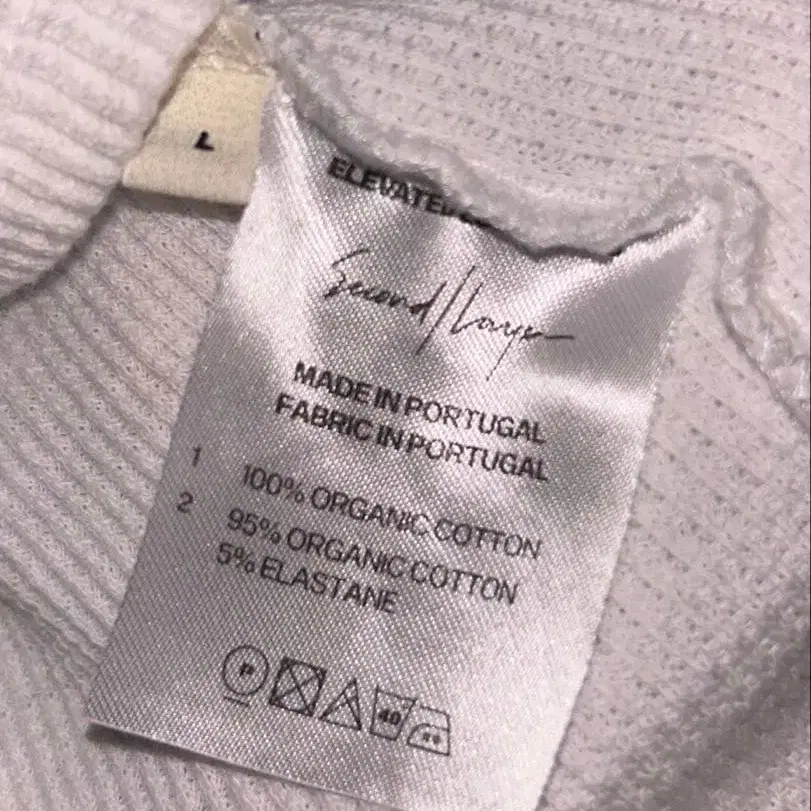 L
ELEVATED
Second/Layer
MADE IN PORTUGAL
FABRIC IN PORTUGAL
1 100% ORGANIC COTTON
2 95% ORGANIC COTTON
5% ELASTANE
P
40